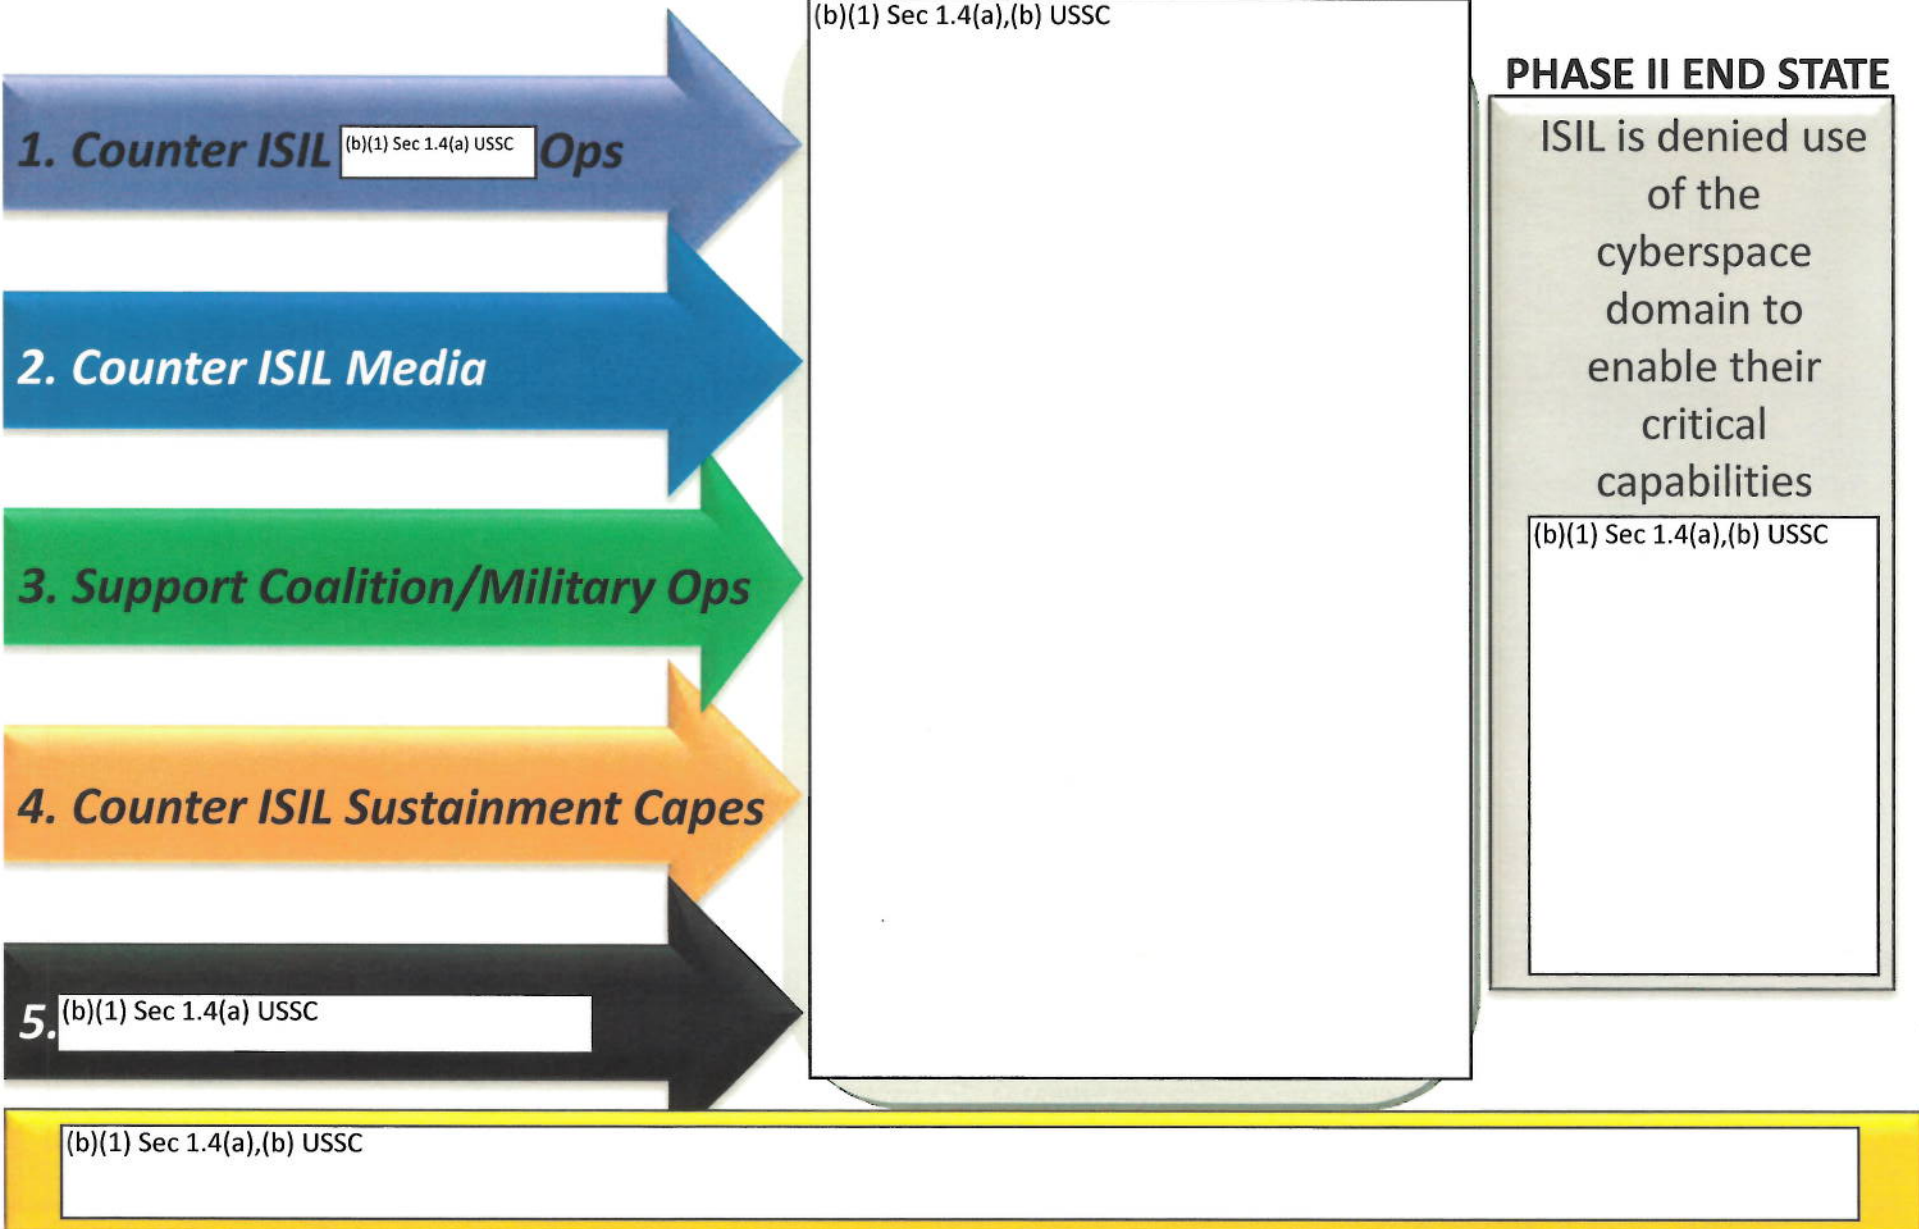 (b)(1) Sec 1.4(a),(b) USSC
1. Counter ISIL (b)(1) Sec 1.4(a) USSC Ops
2. Counter ISIL Media
3. Support Coalition/Military Ops
4. Counter ISIL Sustainment Capes
5. (b)(1) Sec 1.4(a) USSC
PHASE II END STATE
ISIL is denied use
of the
cyberspace
domain to
enable their
critical
capabilities
(b)(1) Sec 1.4(a),(b) USSC
(b)(1) Sec 1.4(a),(b) USSC